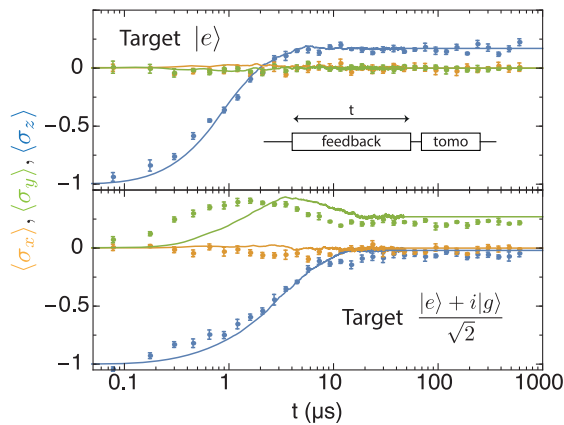 Target |e⟩
0
−0.5
−1
t
feedback
tomo
⟨σx⟩, ⟨σy⟩, ⟨σz⟩
0
−0.5
−1
Target |e⟩ + i|g⟩
√2
0.1 1 10 100 1000
t (μs)